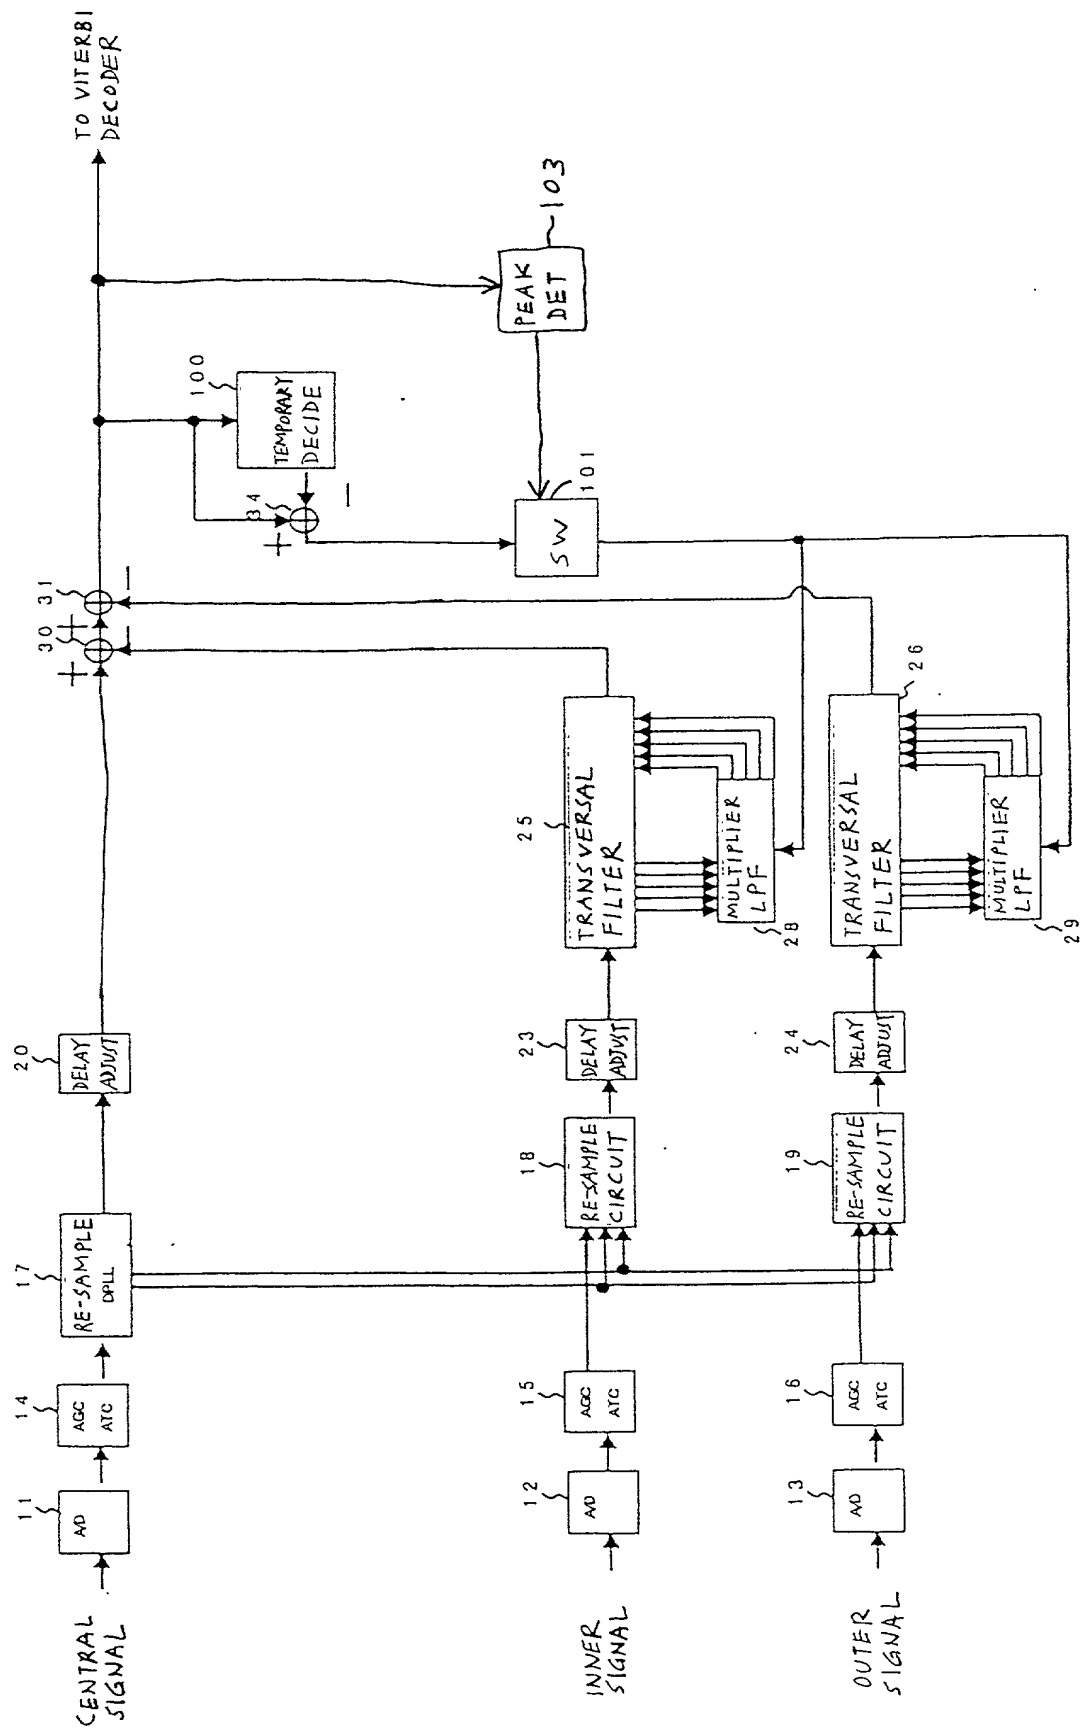 CENTRAL
SIGNAL
11
A/D
14
AGC
ATC
17
RE-SAMPLE
DPLL
20
DELAY
ADJUST
+
30
-
+
31
-
TO VITERBI
DECODER
100
TEMPORARY
DECIDE
34
+
-
PEAK
DET
103
SW
101
INNER
SIGNAL
12
A/D
15
AGC
ATC
18
RE-SAMPLE
CIRCUIT
23
DELAY
ADJUST
25
TRANSVERSAL
FILTER
MULTIPLIER
LPF
28
OUTER
SIGNAL
13
A/D
16
AGC
ATC
19
RE-SAMPLE
CIRCUIT
24
DELAY
ADJUST
TRANSVERSAL
FILTER
26
MULTIPLIER
LPF
29